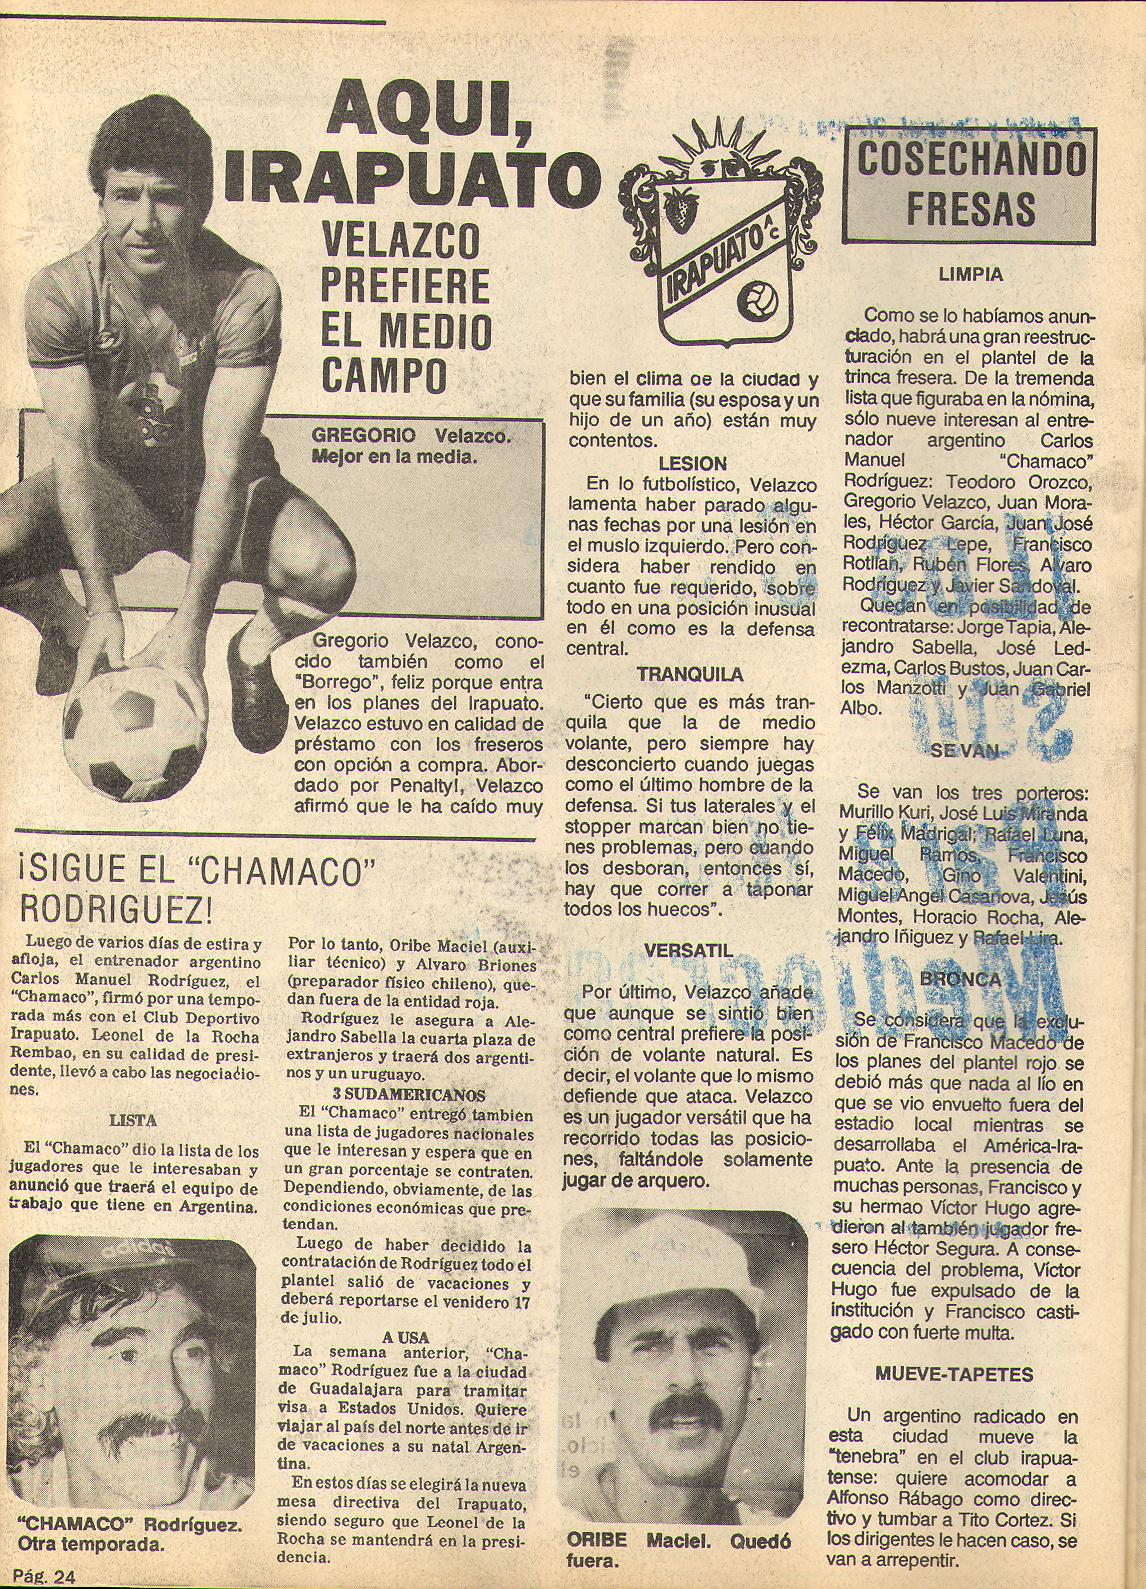 AQUI,
IRAPUATO
VELAZCO
PREFIERE
EL MEDIO
CAMPO
GREGORIO Velazco.
Mejor en la media.
Gregorio Velazco, cono-
cido también como el
"Borrego", feliz porque entra
en los planes del Irapuato.
Velazco estuvo en calidad de
préstamo con los freseros
con opción a compra. Abor-
dado por Penalty!, Velazco
afirmó que le ha caído muy
IRAPUATO AC
bien el clima de la ciudad y
que su familia (su esposa y un
hijo de un año) están muy
contentos.
LESION
En lo futbolístico, Velazco
lamenta haber parado algu-
nas fechas por una lesión en
el muslo izquierdo. Pero con-
sidera haber rendido en
cuanto fue requerido, sobre
todo en una posición inusual
en él como es la defensa
central.
TRANQUILA
"Cierto que es más tran-
quila que la de medio
volante, pero siempre hay
desconcierto cuando juegas
como el último hombre de la
defensa. Si tus laterales y el
stopper marcan bien no tie-
nes problemas, pero cuando
los desboran, entonces sí,
hay que correr a taponar
todos los huecos".
VERSATIL
Por último, Velazco añade
que aunque se sintió bien
como central prefiere la posi-
ción de volante natural. Es
decir, el volante que lo mismo
defiende que ataca. Velazco
es un jugador versátil que ha
recorrido todas las posicio-
nes, faltándole solamente
jugar de arquero.
¡SIGUE EL "CHAMACO"
RODRIGUEZ!
Luego de varios días de estira y
afloja, el entrenador argentino
Carlos Manuel Rodríguez, el
"Chamaco", firmó por una tempo-
rada más con el Club Deportivo
Irapuato. Leonel de la Rocha
Rembao, en su calidad de presi-
dente, llevó a cabo las negociacio-
nes.
LISTA
El "Chamaco" dio la lista de los
jugadores que le interesaban y
anunció que traerá el equipo de
trabajo que tiene en Argentina.
Por lo tanto, Oribe Maciel (auxi-
liar técnico) y Alvaro Briones
(preparador físico chileno), que-
dan fuera de la entidad roja.
Rodríguez le asegura a Ale-
jandro Sabella la cuarta plaza de
extranjeros y traerá dos argenti-
nos y un uruguayo.
3 SUDAMERICANOS
El "Chamaco" entregó tambien
una lista de jugadores nacionales
que le interesan y espera que en
un gran porcentaje se contraten.
Dependiendo, obviamente, de las
condiciones económicas que pre-
tendan.
Luego de haber decidido la
contratación de Rodríguez todo el
plantel salió de vacaciones y
deberá reportarse el venidero 17
de julio.
A USA
La semana anterior, "Cha-
maco" Rodríguez fue a la ciudad
de Guadalajara para tramitar
visa a Estados Unidos. Quiere
viajar al país del norte antes de ir
de vacaciones a su natal Argen-
tina.
En estos días se elegirá la nueva
mesa directiva del Irapuato,
siendo seguro que Leonel de la
Rocha se mantendrá en la presi-
dencia.
adidas
"CHAMACO" Rodríguez.
Otra temporada.
ORIBE Maciel. Quedó
fuera.
COSECHANDO
FRESAS
LIMPIA
Como se lo habíamos anun-
ciado, habrá una gran reestruc-
turación en el plantel de la
trinca fresera. De la tremenda
lista que figuraba en la nómina,
sólo nueve interesan al entre-
nador argentino Carlos
Manuel "Chamaco"
Rodríguez: Teodoro Orozco,
Gregorio Velazco, Juan Mora-
les, Héctor García, Juan José
Rodríguez Lepe, Francisco
Rotllan, Rubén Flores, Alvaro
Rodríguez y Javier Sandoval.
Quedan en posibilidad de
recontratarse: Jorge Tapia, Ale-
jandro Sabella, José Led-
ezma, Carlos Bustos, Juan Car-
los Manzotti y Juan Gabriel
Albo.
SE VAN
Se van los tres porteros:
Murillo Kuri, José Luis Miranda
y Félix Madrigal; Rafael Luna,
Miguel Ramos, Francisco
Macedo, Gino Valentini,
Miguel Angel Casanova, Jesús
Montes, Horacio Rocha, Ale-
jandro Iñiguez y Rafael Lira.
BRONCA
Se considera que la exclu-
sión de Francisco Macedo de
los planes del plantel rojo se
debió más que nada al lío en
que se vio envuelto fuera del
estadio local mientras se
desarrollaba el América-Ira-
puato. Ante la presencia de
muchas personas, Francisco y
su hermao Víctor Hugo agre-
dieron al también jugador fre-
sero Héctor Segura. A conse-
cuencia del problema, Víctor
Hugo fue expulsado de la
institución y Francisco casti-
gado con fuerte multa.
MUEVE-TAPETES
Un argentino radicado en
esta ciudad mueve la
"tenebra" en el club irapua-
tense: quiere acomodar a
Alfonso Rábago como direc-
tivo y tumbar a Tito Cortez. Si
los dirigentes le hacen caso, se
van a arrepentir.
Pág. 24